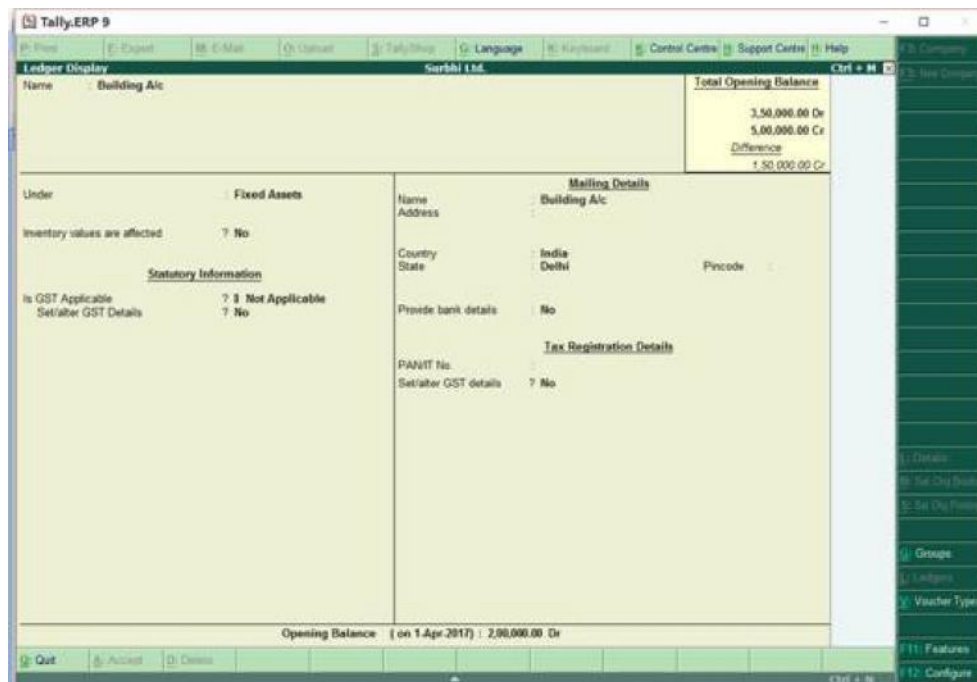 Tally.ERP 9
P: Print E: Export M: E-Mail O: Upload S: TallyShop G: Language K: Keyboard K: Control Centre H: Support Centre H: Help
F3: Company
Ledger Display Surbhi Ltd. Ctrl + M
Name : Building A/c
Total Opening Balance
3,50,000.00 Dr
5,00,000.00 Cr
Difference
1,50,000.00 Cr
Under : Fixed Assets
Inventory values are affected ? No
Statutory Information
Is GST Applicable ? Not Applicable
Set/alter GST Details ? No
Mailing Details
Name : Building A/c
Address :
Country : India
State : Delhi Pincode :
Provide bank details : No
Tax Registration Details
PAN/IT No. :
Set/alter GST details ? No
L: Details
G: Groups
L: Ledgers
V: Voucher Type
F11: Features
F12: Configure
Opening Balance ( on 1-Apr-2017) : 2,00,000.00 Dr
Q: Quit A: Accept D: Delete
Ctrl + N